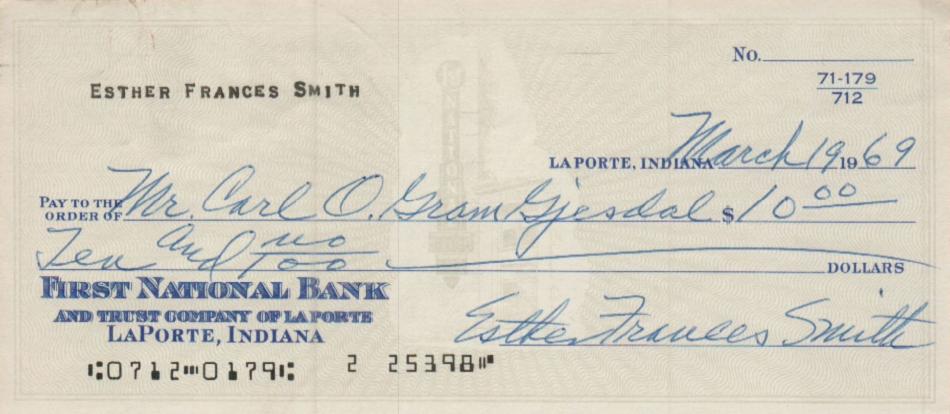 No.
ESTHER FRANCES SMITH
71-179
712
LAPORTE, INDIANA March 19 1969
PAY TO THE ORDER OF Mr. Carl O. Gram Gjesdal $ 10 00
Ten and no/100 DOLLARS
FIRST NATIONAL BANK
AND TRUST COMPANY OF LAPORTE
LAPORTE, INDIANA
Esther Frances Smith
⑆0712⑉0179⑆ 2 25398⑈